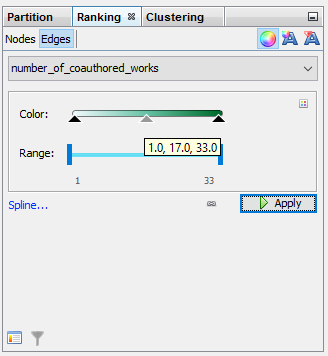 Partition Ranking Clustering
Nodes Edges
number_of_coauthored_works
Color:
Range:
1.0, 17.0, 33.0
1 33
Spline... Apply